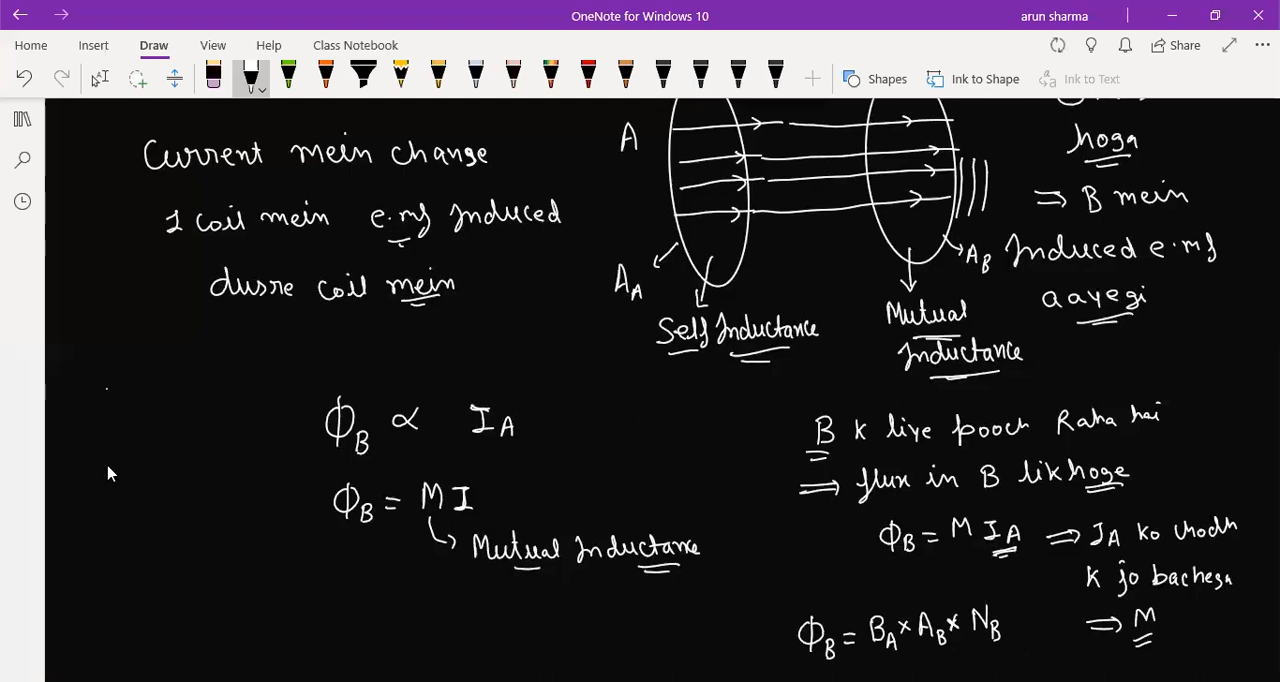 OneNote for Windows 10
arun sharma
Home Insert Draw View Help Class Notebook
Share
Shapes Ink to Shape Ink to Text
Current mein change
1 coil mein e.mf Induced
dusre coil mein
A
A_A
Self Inductance
A_B
Mutual
Inductance
hoga
⇒ B mein
Induced e.mf
aayegi
Φ_B ∝ I_A
Φ_B = M I
Mutual Inductance
B k liye pooch Raha hai
⇒ flux in B likhoge
Φ_B = M I_A ⇒ I_A ko chodh
k jo bachega
⇒ M
Φ_B = B_A × A_B × N_B